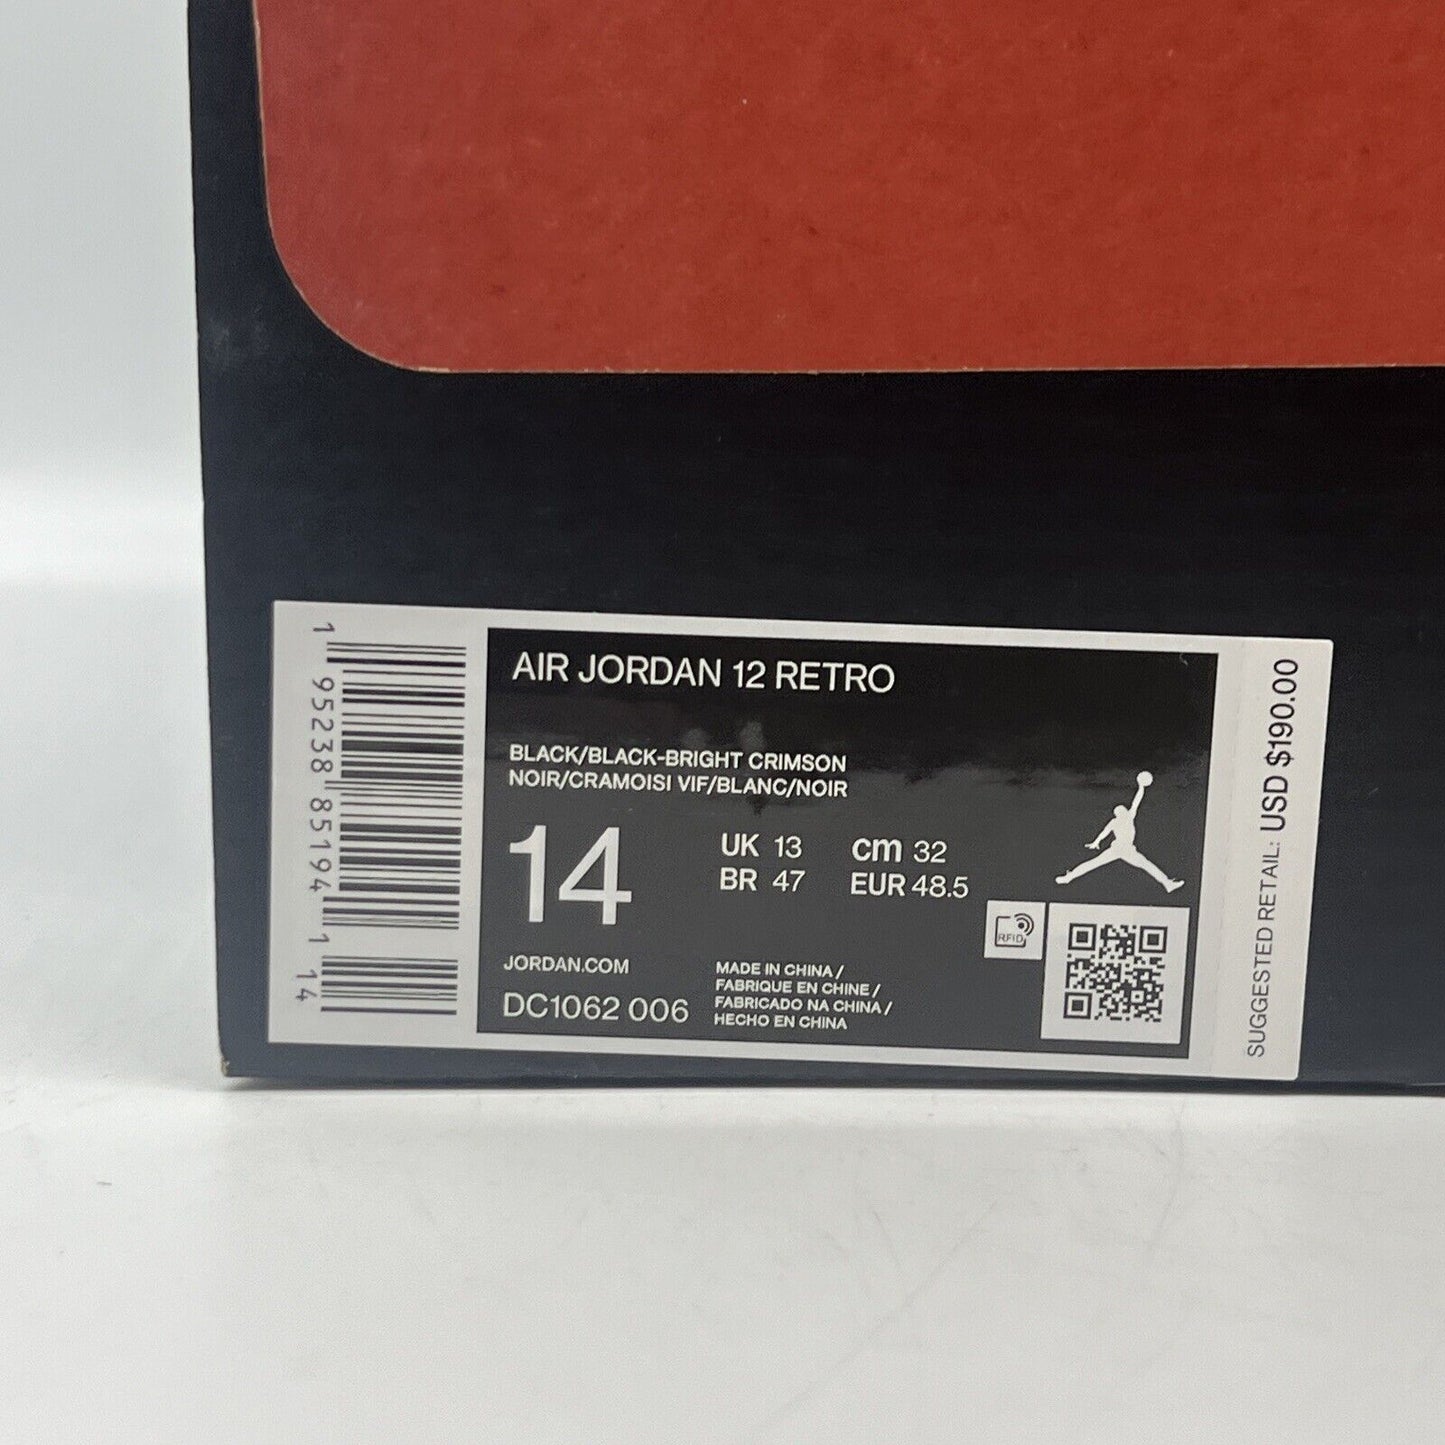 AIR JORDAN 12 RETRO
BLACK/BLACK-BRIGHT CRIMSON
NOIR/CRAMOISI VIF/BLANC/NOIR
14
UK 13
cm 32
BR 47
EUR 48.5
RFID
JORDAN.COM
DC1062 006
MADE IN CHINA /
FABRIQUE EN CHINE /
FABRICADO NA CHINA /
HECHO EN CHINA
1 95238 85194 1 14
SUGGESTED RETAIL: USD $190.00